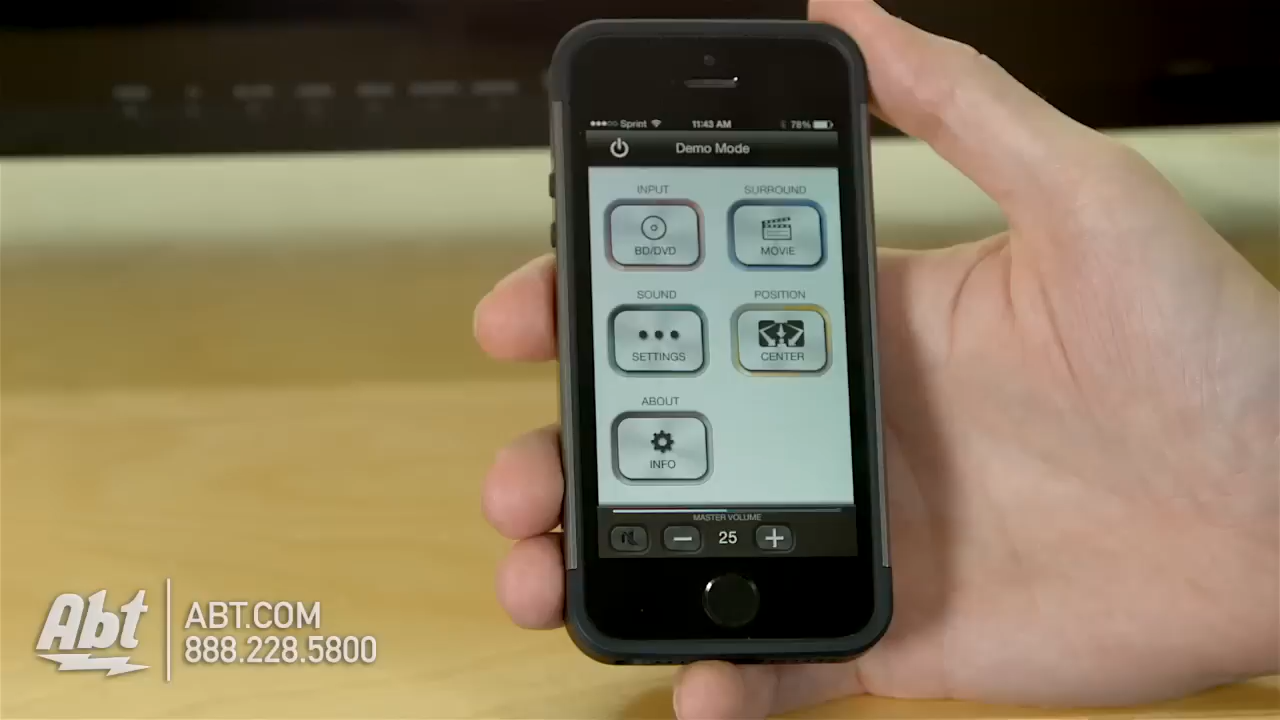 Sprint 11:43 AM 78%
Demo Mode
INPUT SURROUND
BD/DVD MOVIE
SOUND POSITION
SETTINGS CENTER
ABOUT
INFO
MASTER VOLUME
25
Abt
ABT.COM
888.228.5800